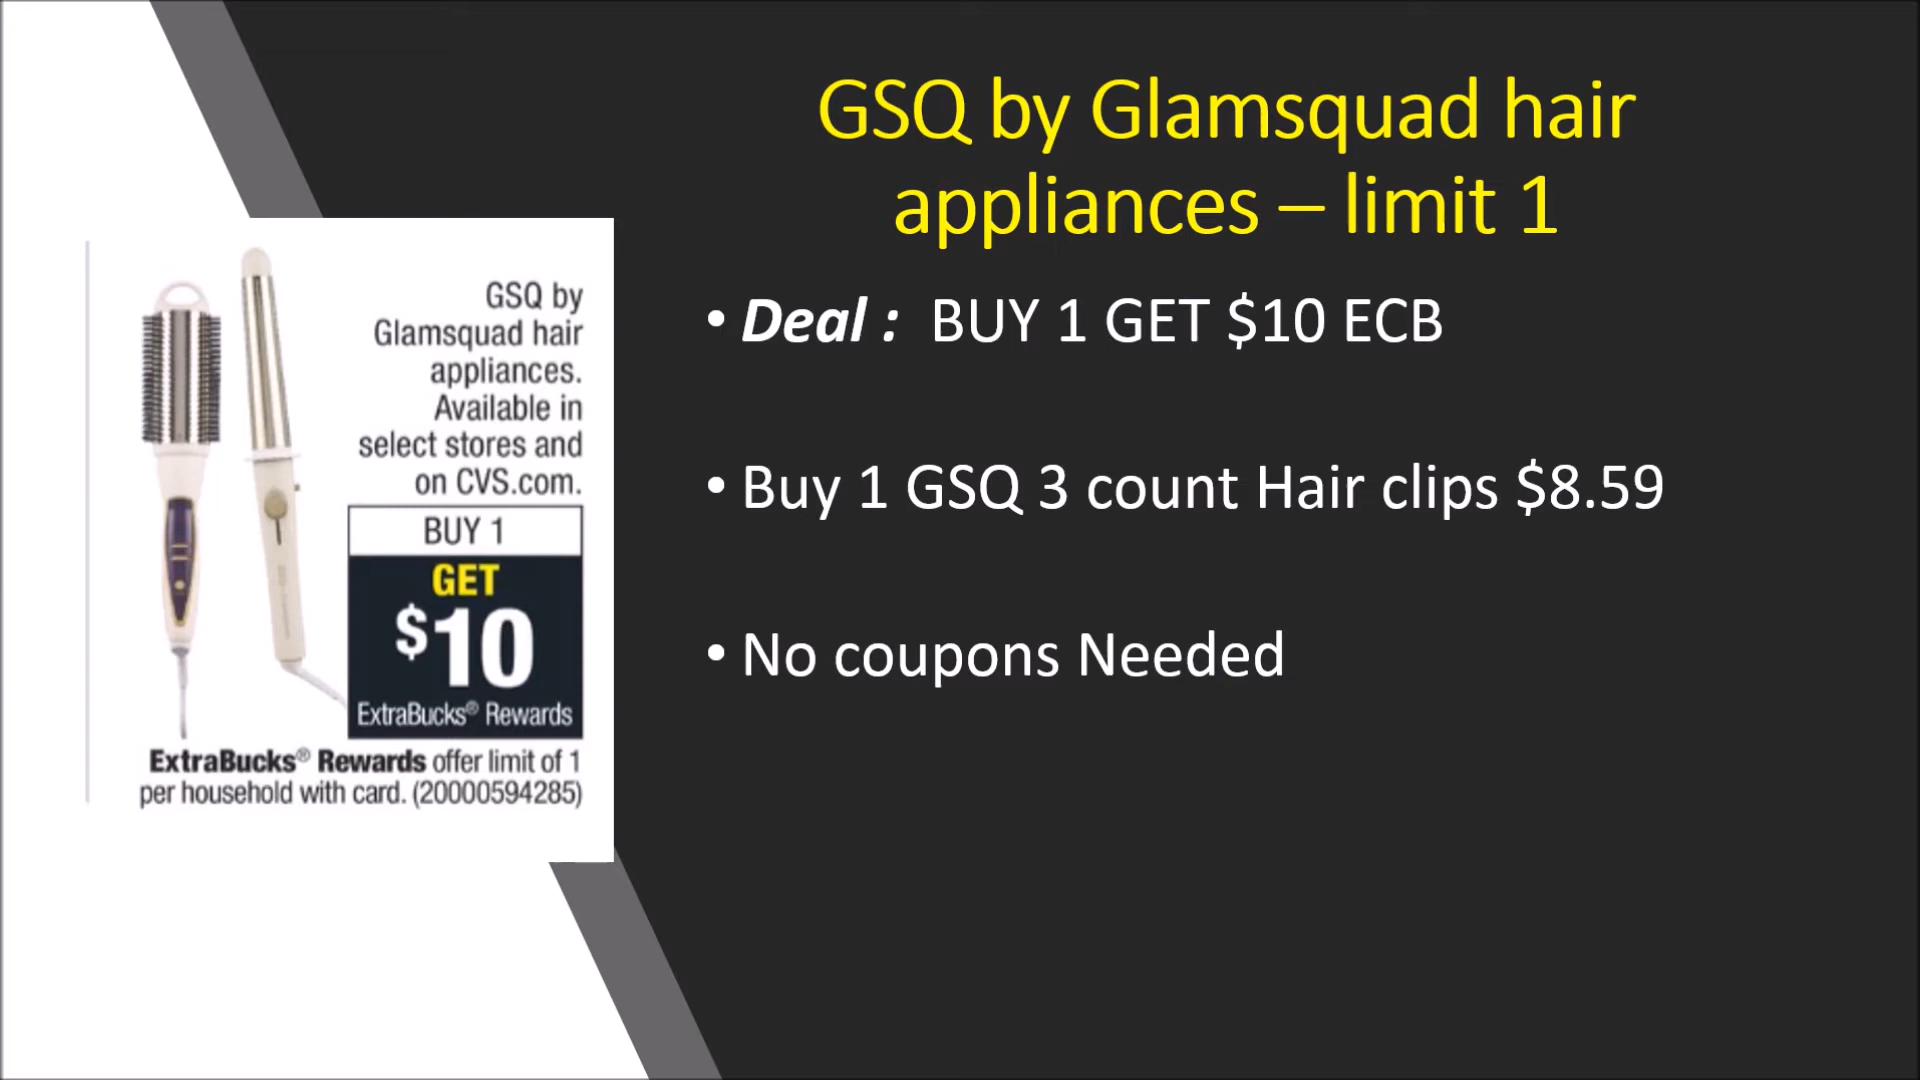 GSQ by Glamsquad hair
appliances – limit 1
• Deal : BUY 1 GET $10 ECB
• Buy 1 GSQ 3 count Hair clips $8.59
• No coupons Needed
GSQ by
Glamsquad hair
appliances.
Available in
select stores and
on CVS.com.
BUY 1
GET
$10
ExtraBucks® Rewards
ExtraBucks® Rewards offer limit of 1
per household with card. (20000594285)